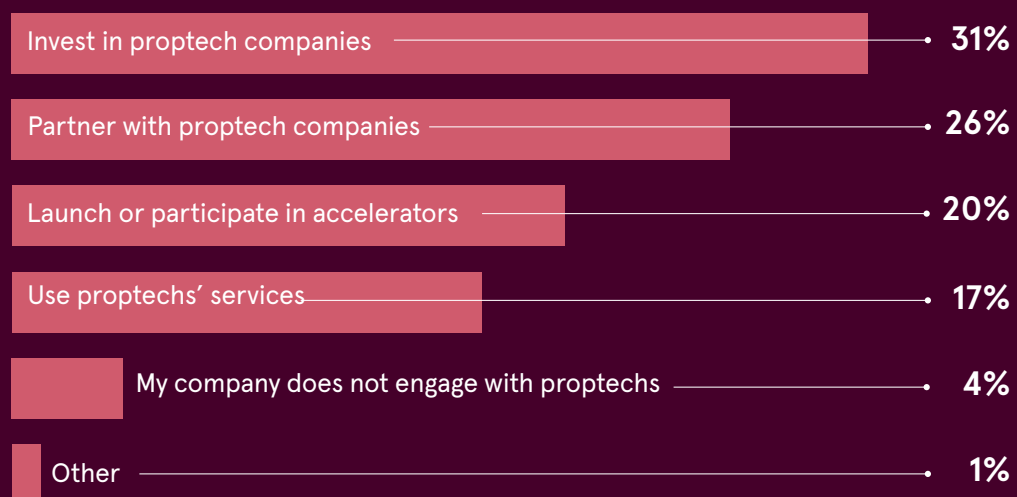 Invest in proptech companies 31%
Partner with proptech companies 26%
Launch or participate in accelerators 20%
Use proptechs’ services 17%
My company does not engage with proptechs 4%
Other 1%